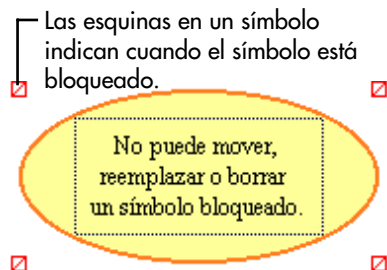 Las esquinas en un símbolo
indican cuando el símbolo está
bloqueado.
No puede mover,
reemplazar o borrar
un símbolo bloqueado.